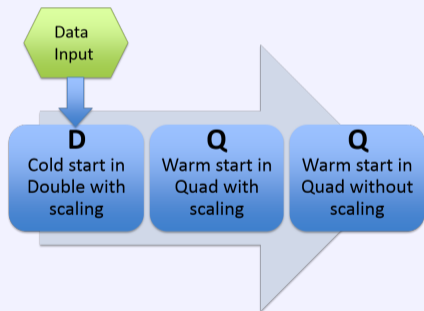 Data
Input
D
Cold start in
Double with
scaling
Q
Warm start in
Quad with
scaling
Q
Warm start in
Quad without
scaling